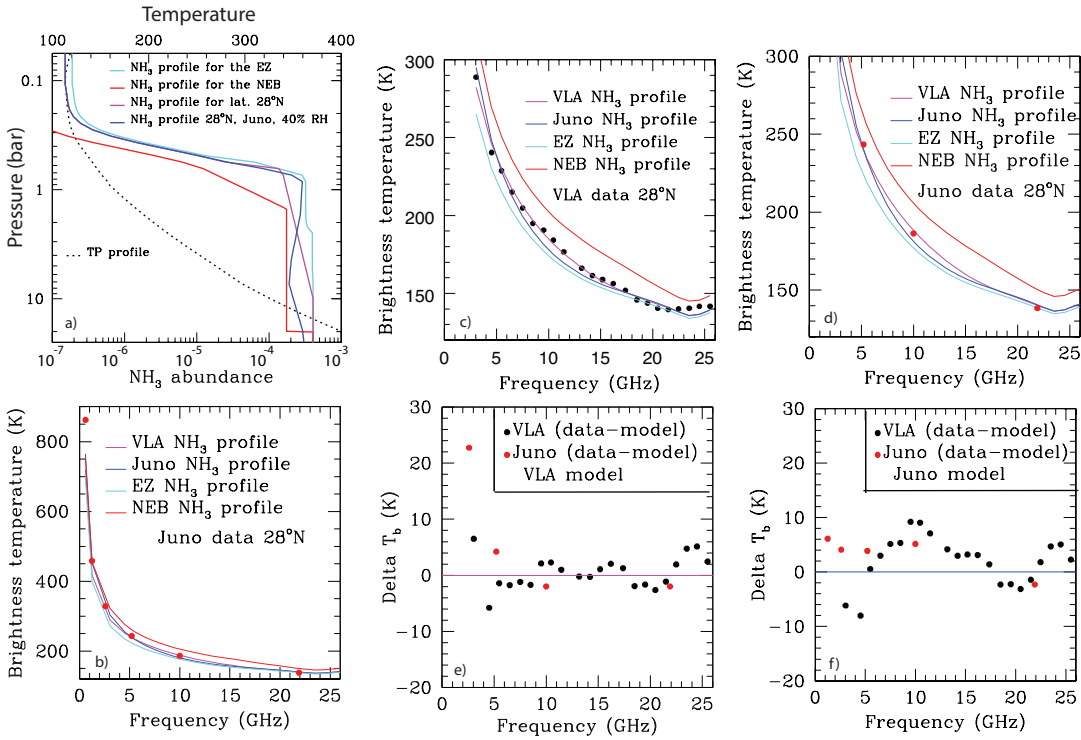 Temperature
100 200 300 400
NH3 profile for the EZ
NH3 profile for the NEB
NH3 profile for lat. 28°N
NH3 profile 28°N, Juno, 40% RH
TP profile
a)
0.1
1
10
Pressure (bar)
10-7 10-6 10-5 10-4 10-3
NH3 abundance
300
250
200
150
Brightness temperature (K)
VLA NH3 profile
Juno NH3 profile
EZ NH3 profile
NEB NH3 profile
VLA data 28°N
c)
0 5 10 15 20 25
Frequency (GHz)
300
250
200
150
Brightness temperature (K)
VLA NH3 profile
Juno NH3 profile
EZ NH3 profile
NEB NH3 profile
Juno data 28°N
d)
0 5 10 15 20 25
Frequency (GHz)
800
600
400
200
Brightness temperature (K)
VLA NH3 profile
Juno NH3 profile
EZ NH3 profile
NEB NH3 profile
Juno data 28°N
b)
0 5 10 15 20 25
Frequency (GHz)
30
20
10
0
−10
−20
Delta Tb (K)
VLA (data−model)
Juno (data−model)
VLA model
e)
0 5 10 15 20 25
Frequency (GHz)
30
20
10
0
−10
−20
Delta Tb (K)
VLA (data−model)
Juno (data−model)
Juno model
f)
0 5 10 15 20 25
Frequency (GHz)